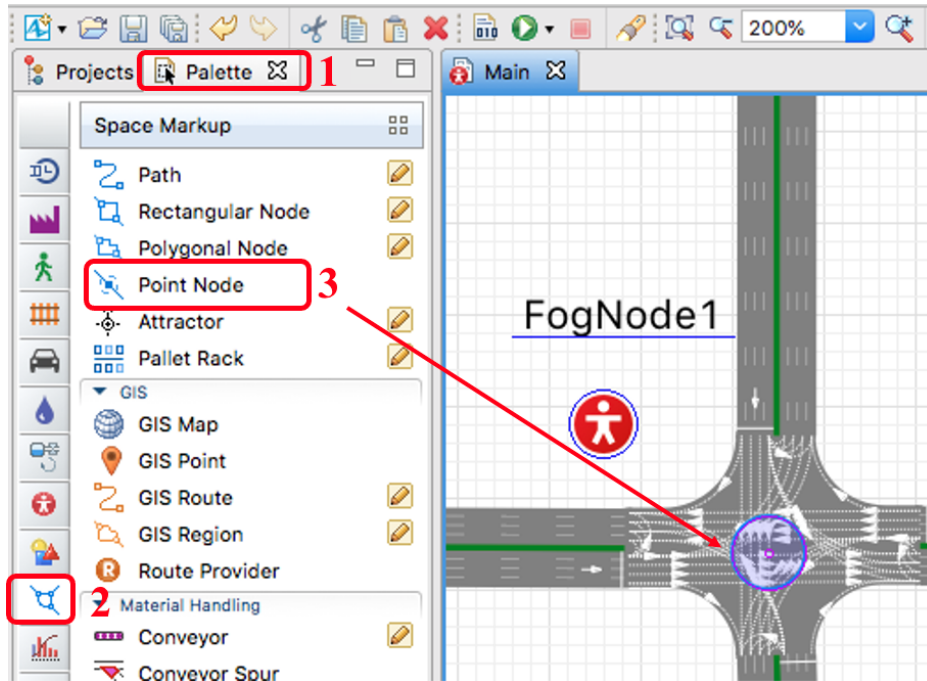 200%
Projects
Palette
1
Main
Space Markup
Path
Rectangular Node
Polygonal Node
Point Node
3
Attractor
Pallet Rack
GIS
GIS Map
GIS Point
GIS Route
GIS Region
Route Provider
2
Material Handling
Conveyor
Conveyor Spur
FogNode1